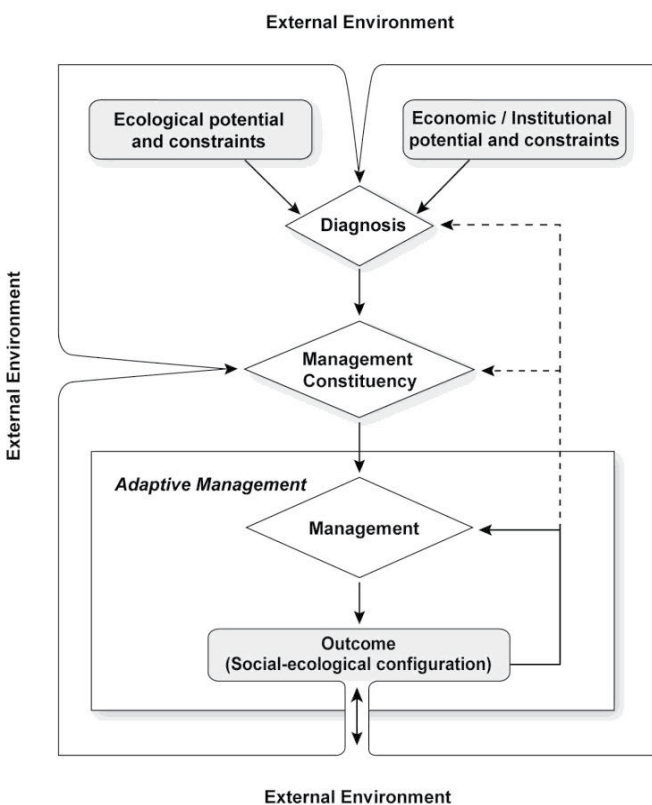 External Environment
Ecological potential
and constraints
Economic / Institutional
potential and constraints
Diagnosis
External Environment
Management
Constituency
Adaptive Management
Management
Outcome
(Social-ecological configuration)
External Environment